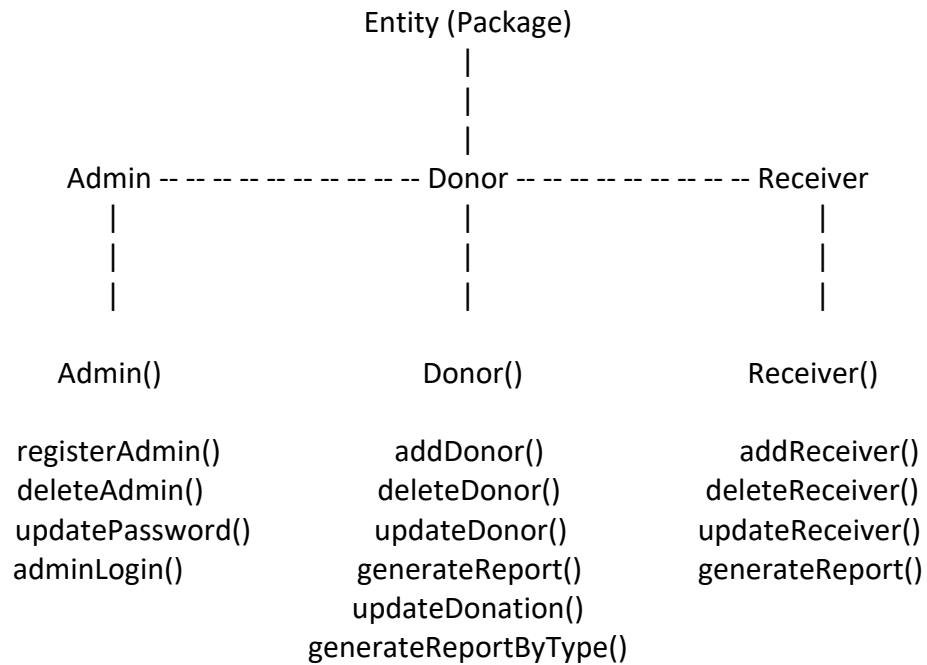 Entity (Package)
|
|
|
Admin -- -- -- -- -- -- -- -- -- -- Donor -- -- -- -- -- -- -- -- -- Receiver
| | |
| | |
| | |
Admin() Donor() Receiver()
registerAdmin() addDonor() addReceiver()
deleteAdmin() deleteDonor() deleteReceiver()
updatePassword() updateDonor() updateReceiver()
adminLogin() generateReport() generateReport()
updateDonation()
generateReportByType()